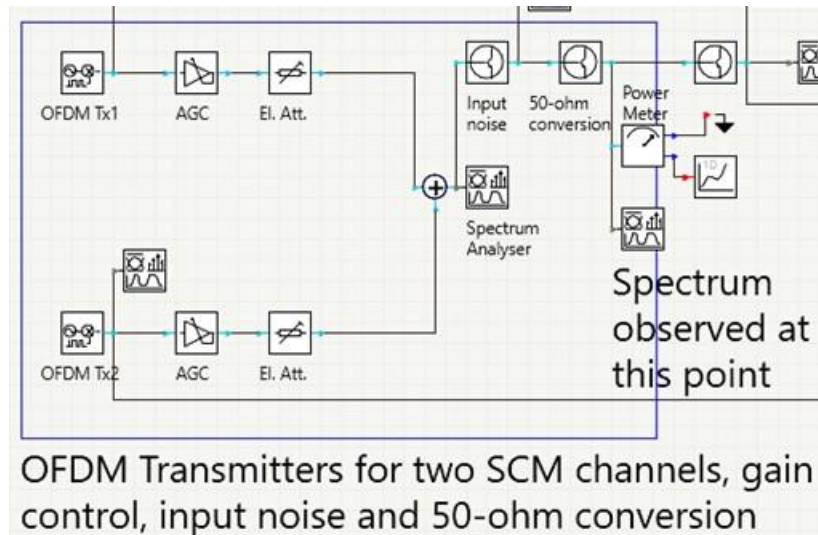 OFDM Tx1
AGC
El. Att.
Input
noise
50-ohm
conversion
Power
Meter
1D
Spectrum
Analyser
Spectrum
observed at
this point
OFDM Tx2
AGC
El. Att.
OFDM Transmitters for two SCM channels, gain
control, input noise and 50-ohm conversion